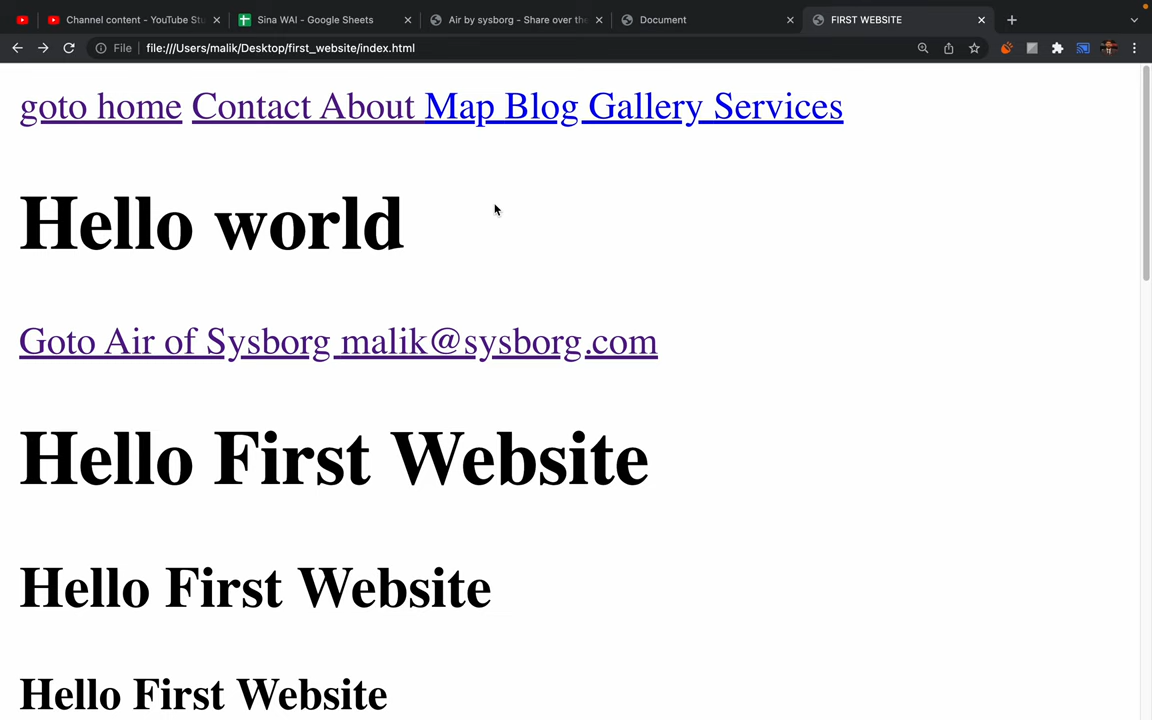 Channel content - YouTube Stu
Sina WAI - Google Sheets
Air by sysborg - Share over the
Document
FIRST WEBSITE
File
file:///Users/malik/Desktop/first_website/index.html
goto home Contact About Map Blog Gallery Services
Hello world
Goto Air of Sysborg malik@sysborg.com
Hello First Website
Hello First Website
Hello First Website